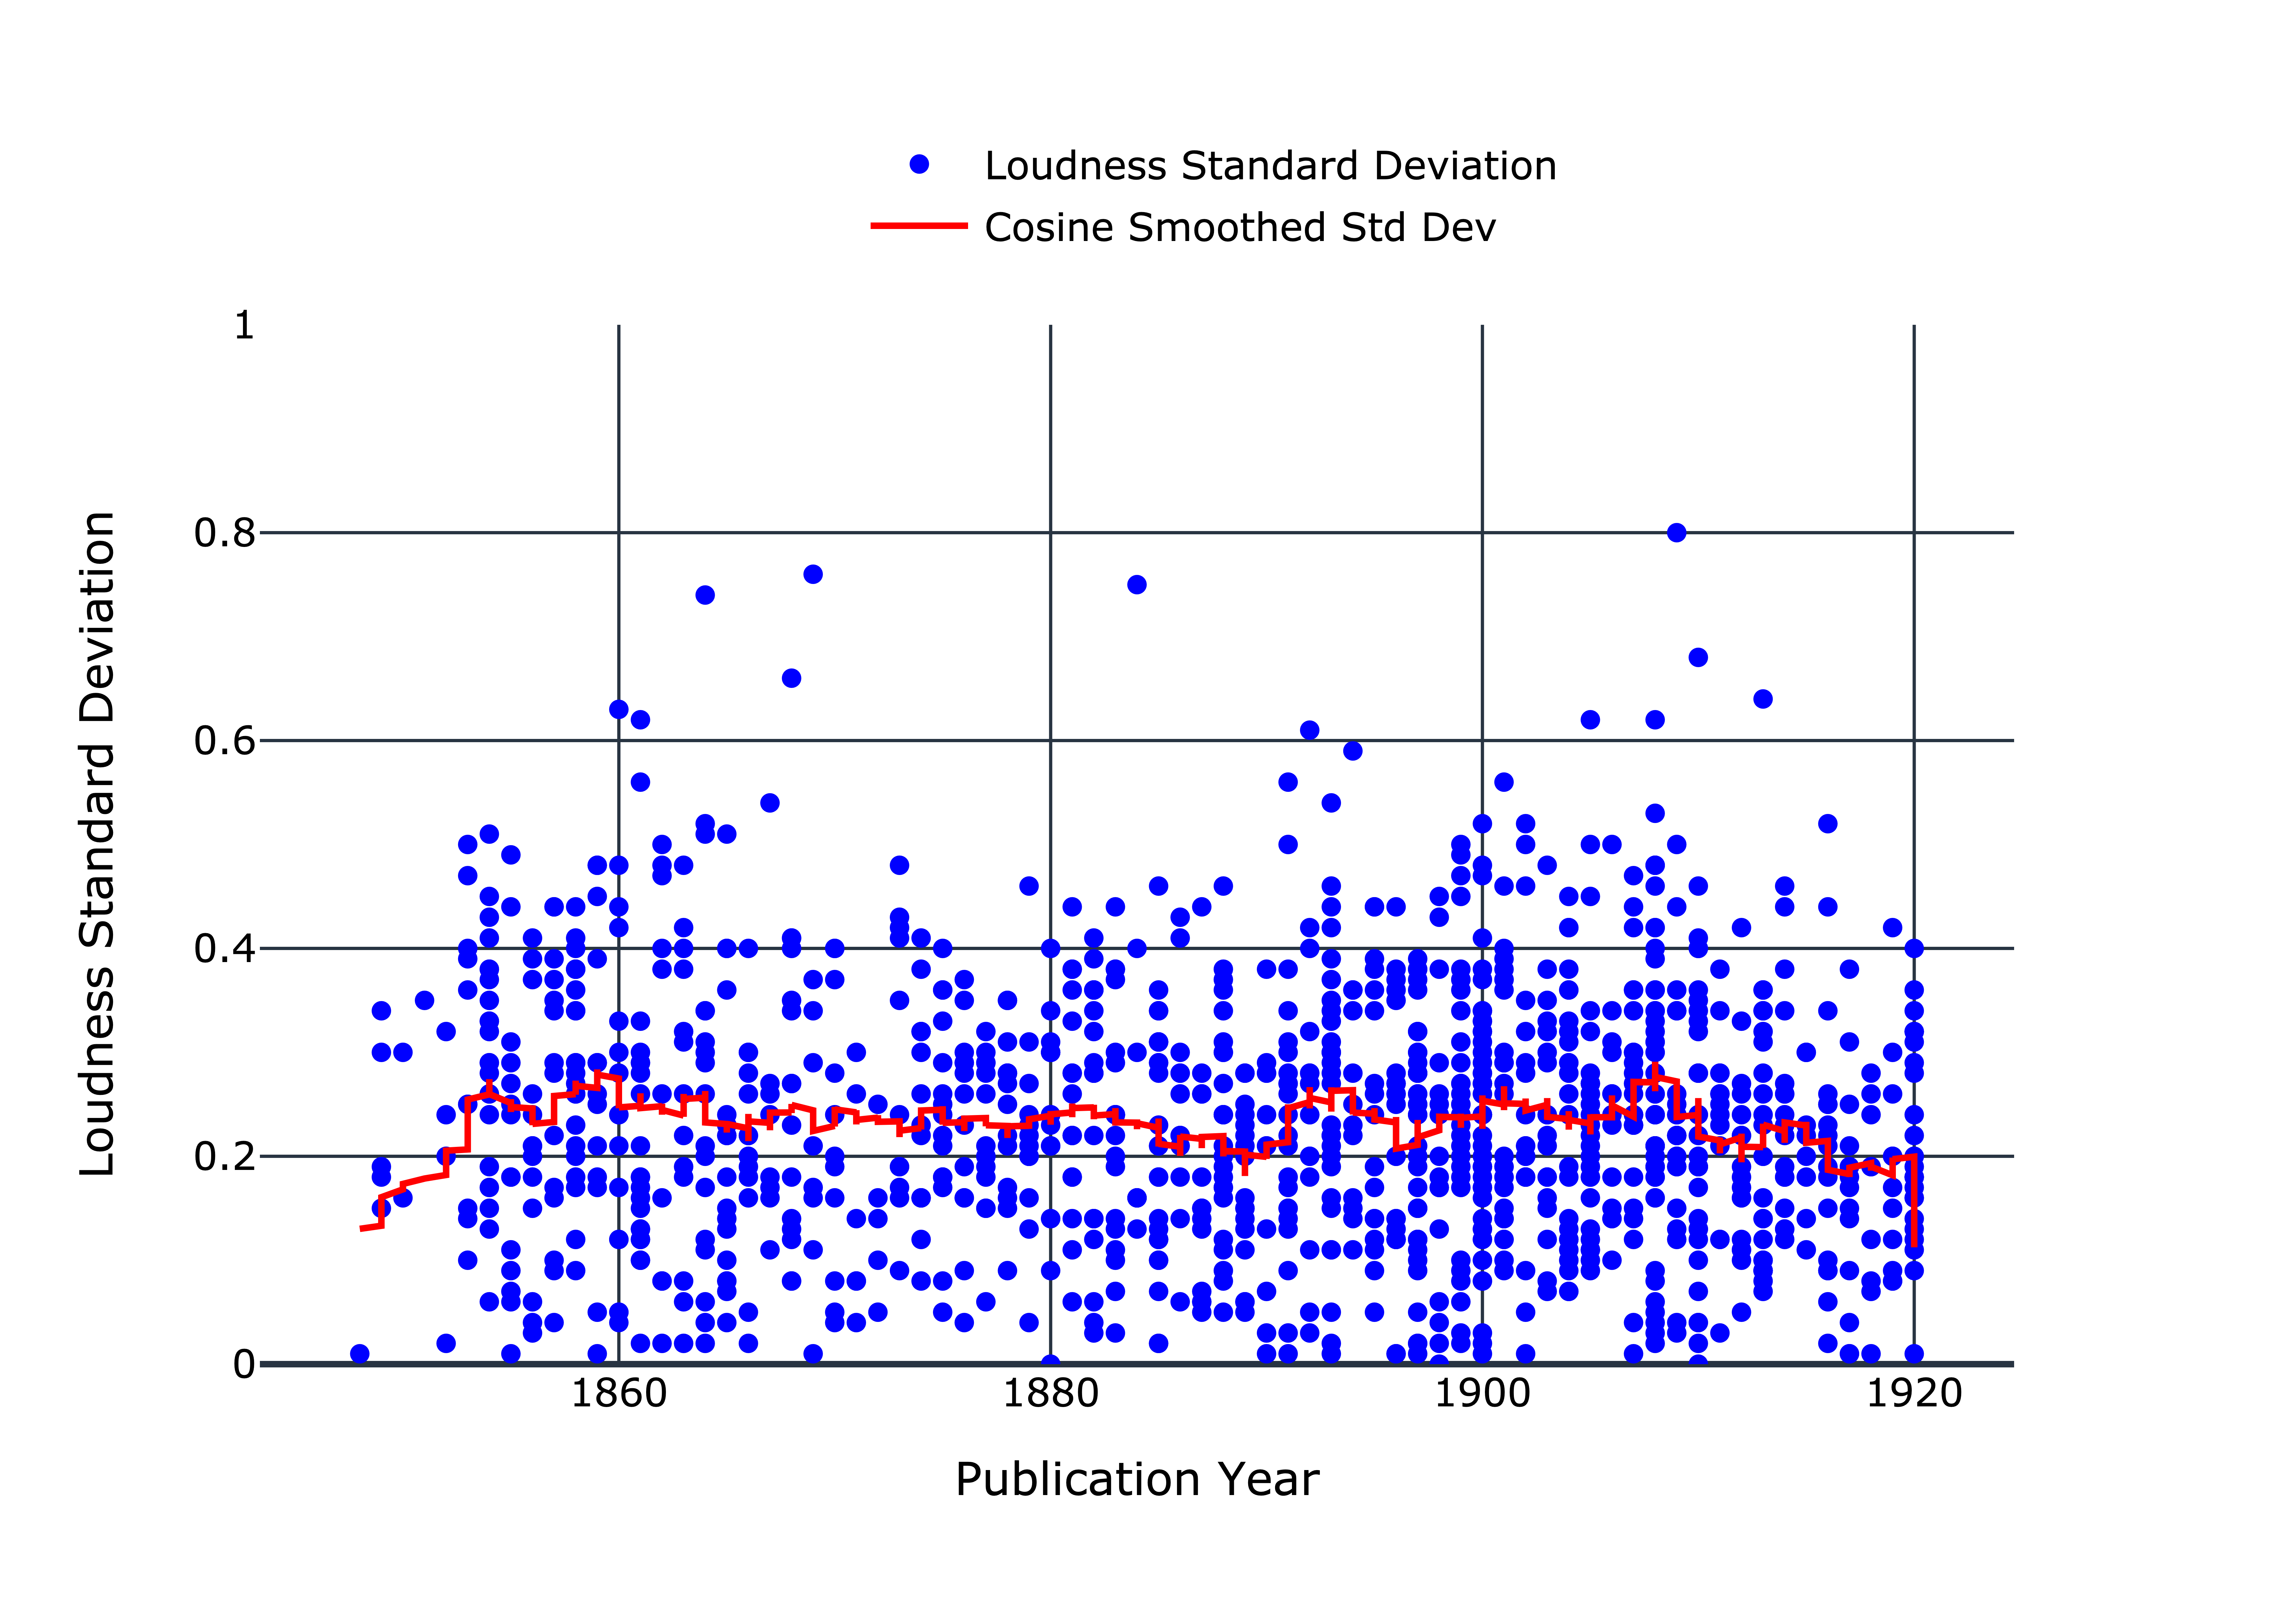 Loudness Standard Deviation
Cosine Smoothed Std Dev
1
0.8
0.6
0.4
0.2
0
Loudness Standard Deviation
1860
1880
1900
1920
Publication Year